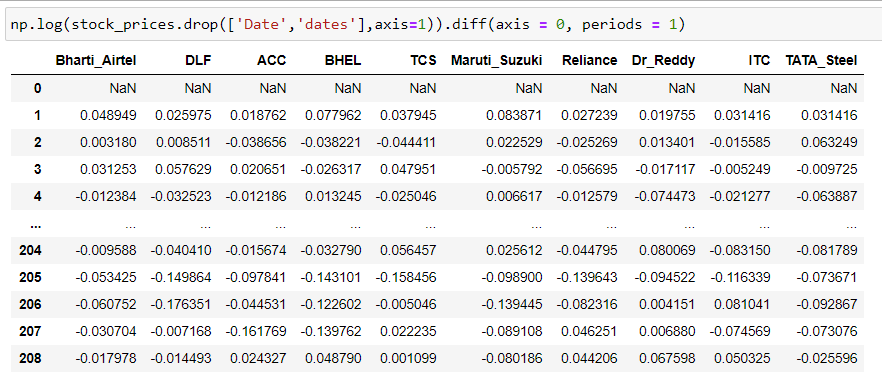 np.log(stock_prices.drop(['Date','dates'],axis=1)).diff(axis = 0, periods = 1)
Bharti_Airtel DLF ACC BHEL TCS Maruti_Suzuki Reliance Dr_Reddy ITC TATA_Steel
0 NaN NaN NaN NaN NaN NaN NaN NaN NaN NaN
1 0.048949 0.025975 0.018762 0.077962 0.037945 0.083871 0.027239 0.019755 0.031416 0.031416
2 0.003180 0.008511 -0.038656 -0.038221 -0.044411 0.022529 -0.025269 0.013401 -0.015585 0.063249
3 0.031253 0.057629 0.020651 -0.026317 0.047951 -0.005792 -0.056695 -0.017117 -0.005249 -0.009725
4 -0.012384 -0.032523 -0.012186 0.013245 -0.025046 0.006617 -0.012579 -0.074473 -0.021277 -0.063887
... ... ... ... ... ... ... ... ... ... ...
204 -0.009588 -0.040410 -0.015674 -0.032790 0.056457 0.025612 -0.044795 0.080069 -0.083150 -0.081789
205 -0.053425 -0.149864 -0.097841 -0.143101 -0.158456 -0.098900 -0.139643 -0.094522 -0.116339 -0.073671
206 -0.060752 -0.176351 -0.044531 -0.122602 -0.005046 -0.139445 -0.082316 0.004151 0.081041 -0.092867
207 -0.030704 -0.007168 -0.161769 -0.139762 0.022235 -0.089108 0.046251 0.006880 -0.074569 -0.073076
208 -0.017978 -0.014493 0.024327 0.048790 0.001099 -0.080186 0.044206 0.067598 0.050325 -0.025596